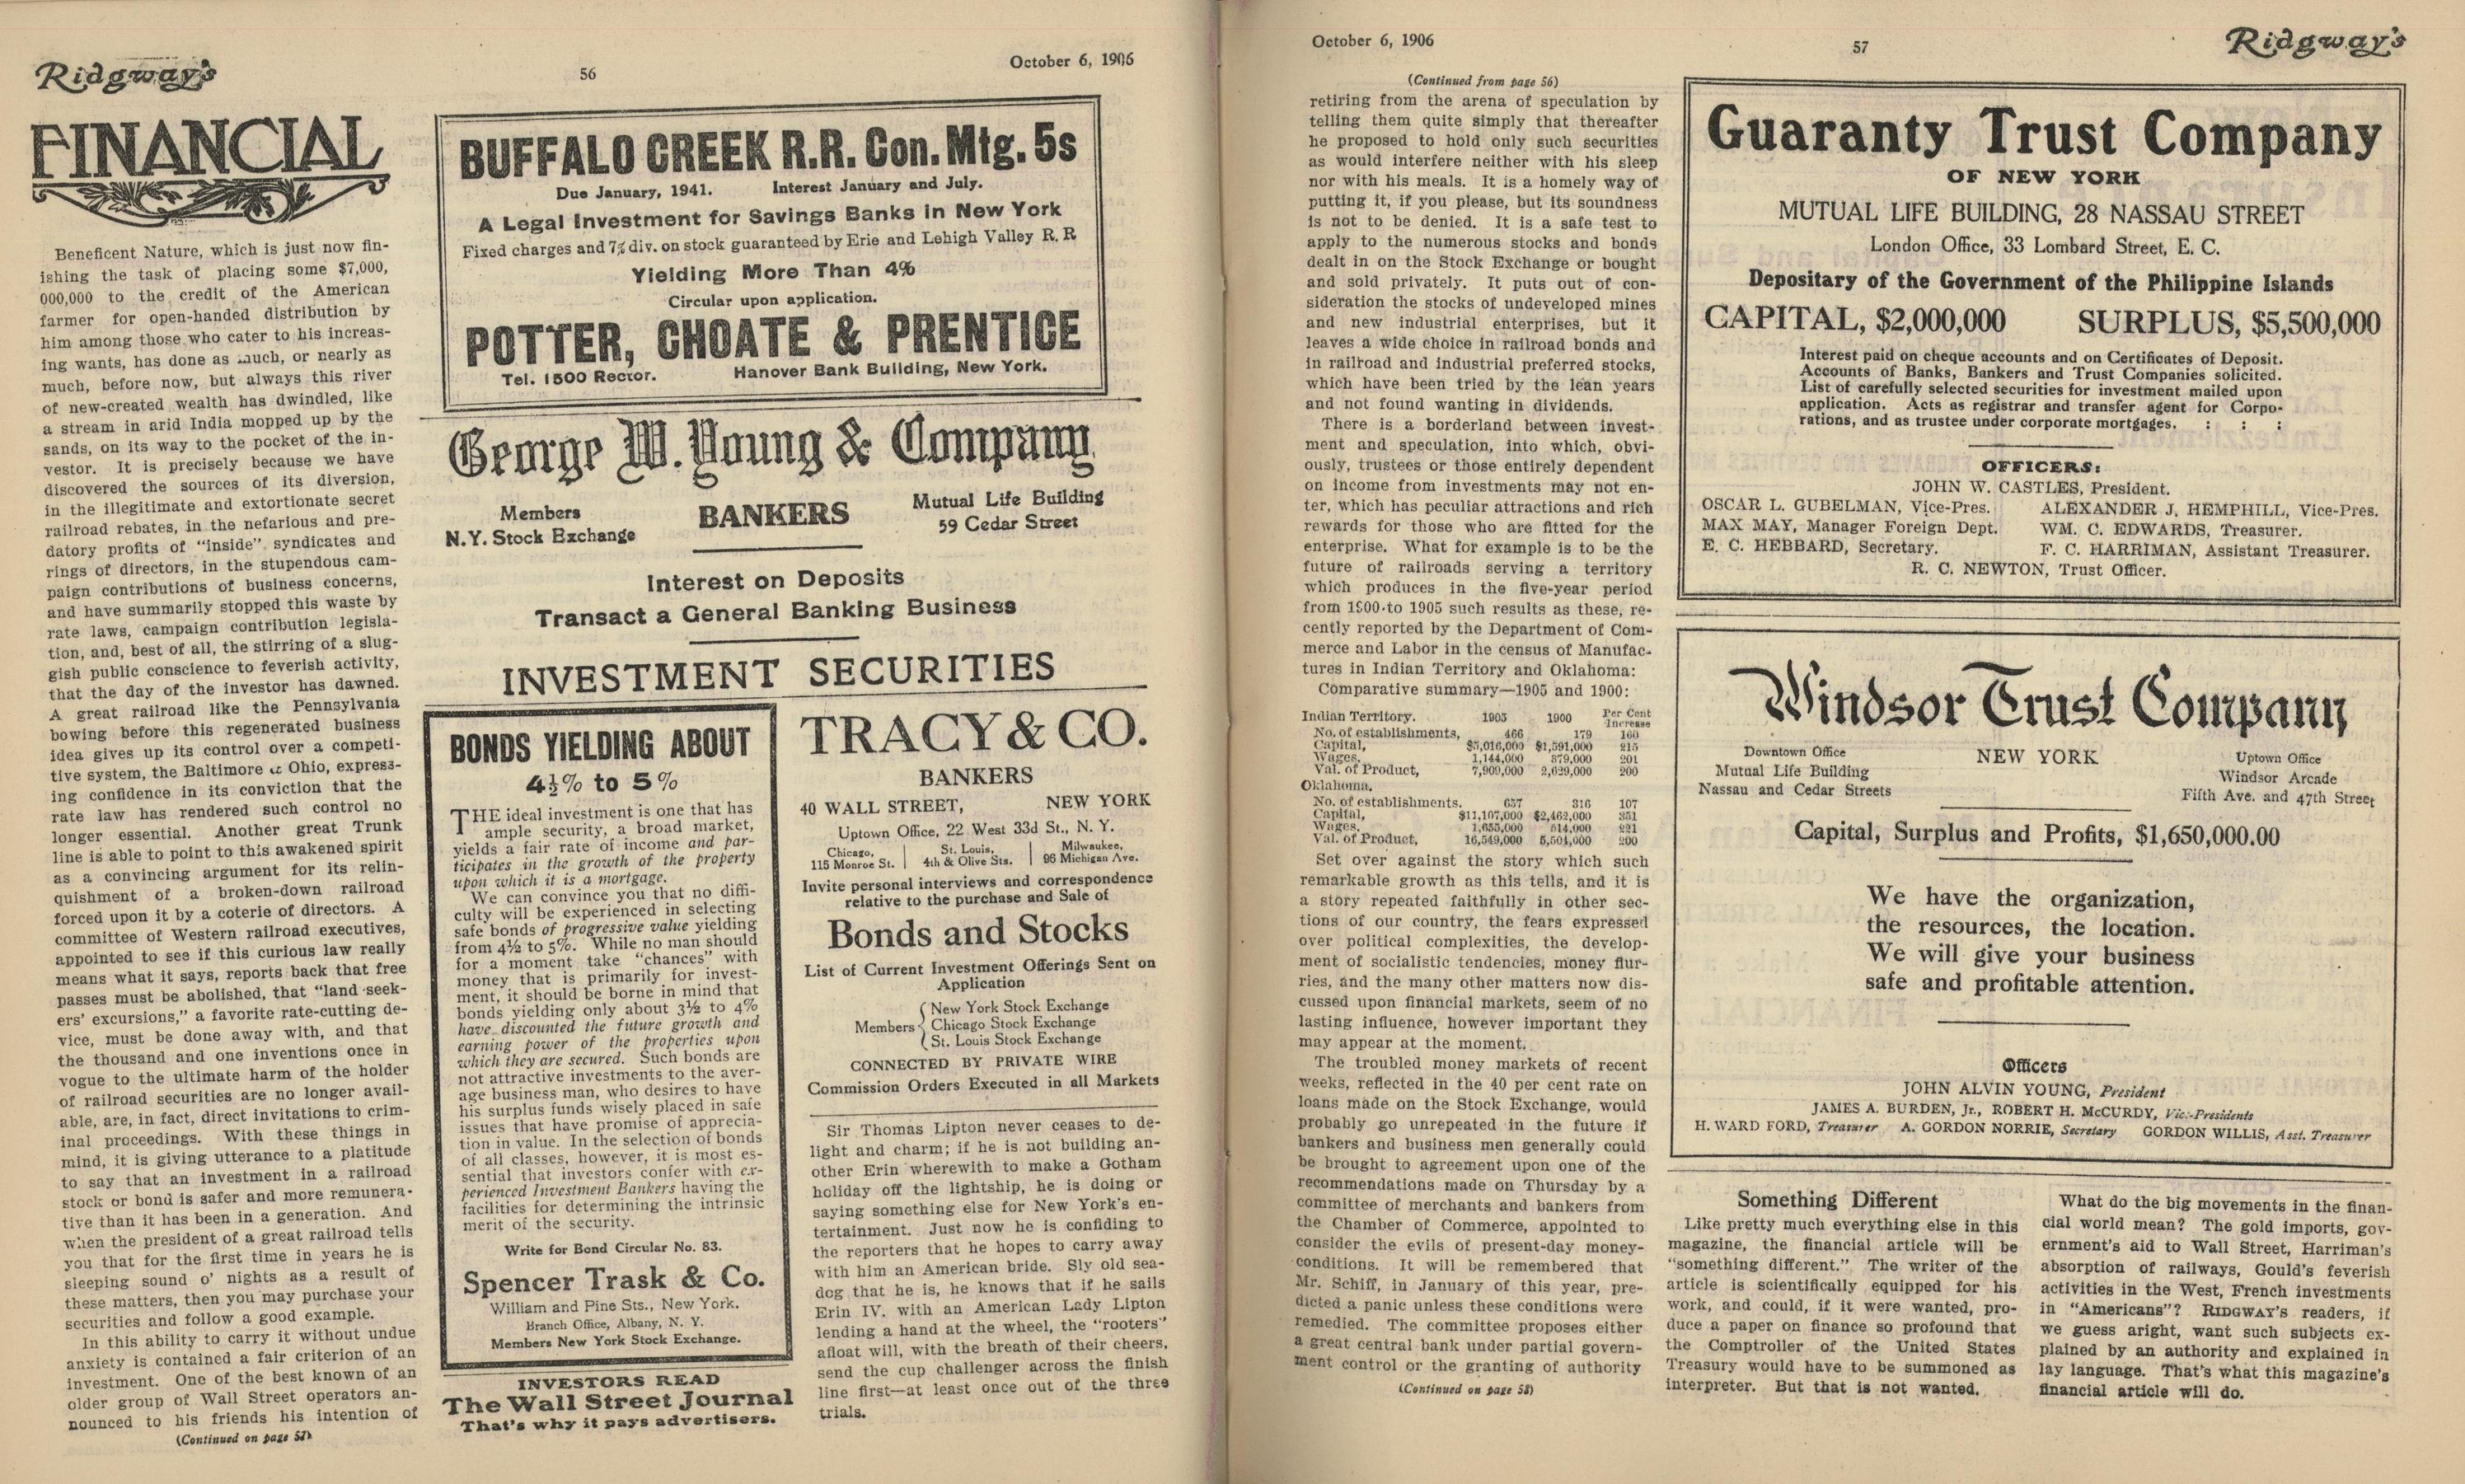 Ridgway's
56
October 6, 1906
FINANCIAL
Beneficent Nature, which is just now fin-
ishing the task of placing some $7,000,
000,000 to the credit of the American
farmer for open-handed distribution by
him among those who cater to his increas-
ing wants, has done as much, or nearly as
much, before now, but always this river
of new-created wealth has dwindled, like
a stream in arid India mopped up by the
sands, on its way to the pocket of the in-
vestor. It is precisely because we have
discovered the sources of its diversion,
in the illegitimate and extortionate secret
railroad rebates, in the nefarious and pre-
datory profits of "inside" syndicates and
rings of directors, in the stupendous cam-
paign contributions of business concerns,
and have summarily stopped this waste by
rate laws, campaign contribution legisla-
tion, and, best of all, the stirring of a slug-
gish public conscience to feverish activity,
that the day of the investor has dawned.
A great railroad like the Pennsylvania
bowing before this regenerated business
idea gives up its control over a competi-
tive system, the Baltimore & Ohio, express-
ing confidence in its conviction that the
rate law has rendered such control no
longer essential. Another great Trunk
line is able to point to this awakened spirit
as a convincing argument for its relin-
quishment of a broken-down railroad
forced upon it by a coterie of directors. A
committee of Western railroad executives,
appointed to see if this curious law really
means what it says, reports back that free
passes must be abolished, that "land seek-
ers' excursions," a favorite rate-cutting de-
vice, must be done away with, and that
the thousand and one inventions once in
vogue to the ultimate harm of the holder
of railroad securities are no longer avail-
able, are, in fact, direct invitations to crim-
inal proceedings. With these things in
mind, it is giving utterance to a platitude
to say that an investment in a railroad
stock or bond is safer and more remunera-
tive than it has been in a generation. And
when the president of a great railroad tells
you that for the first time in years he is
sleeping sound o' nights as a result of
these matters, then you may purchase your
securities and follow a good example.
In this ability to carry it without undue
anxiety is contained a fair criterion of an
investment. One of the best known of an
older group of Wall Street operators an-
nounced to his friends his intention of
(Continued on page 57)
BUFFALO CREEK R.R. Con. Mtg. 5s
Due January, 1941. Interest January and July.
A Legal Investment for Savings Banks in New York
Fixed charges and 7% div. on stock guaranteed by Erie and Lehigh Valley R. R
Yielding More Than 4%
Circular upon application.
POTTER, CHOATE & PRENTICE
Tel. 1500 Rector. Hanover Bank Building, New York.
George W. Young & Company
Members
N.Y. Stock Exchange
BANKERS
Mutual Life Building
59 Cedar Street
Interest on Deposits
Transact a General Banking Business
INVESTMENT SECURITIES
BONDS YIELDING ABOUT
4½% to 5%
THE ideal investment is one that has
ample security, a broad market,
yields a fair rate of income and par-
ticipates in the growth of the property
upon which it is a mortgage.
We can convince you that no diffi-
culty will be experienced in selecting
safe bonds of progressive value yielding
from 4½ to 5%. While no man should
for a moment take "chances" with
money that is primarily for invest-
ment, it should be borne in mind that
bonds yielding only about 3½ to 4%
have discounted the future growth and
earning power of the properties upon
which they are secured. Such bonds are
not attractive investments to the aver-
age business man, who desires to have
his surplus funds wisely placed in safe
issues that have promise of apprecia-
tion in value. In the selection of bonds
of all classes, however, it is most es-
sential that investors confer with ex-
perienced Investment Bankers having the
facilities for determining the intrinsic
merit of the security.
Write for Bond Circular No. 83.
Spencer Trask & Co.
William and Pine Sts., New York.
Branch Office, Albany, N. Y.
Members New York Stock Exchange.
INVESTORS READ
The Wall Street Journal
That's why it pays advertisers.
TRACY & CO.
BANKERS
40 WALL STREET, NEW YORK
Uptown Office, 22 West 33d St., N. Y.
Chicago, St. Louis, Milwaukee,
115 Monroe St. 4th & Olive Sts. 96 Michigan Ave.
Invite personal interviews and correspondence
relative to the purchase and Sale of
Bonds and Stocks
List of Current Investment Offerings Sent on
Application
New York Stock Exchange
Members Chicago Stock Exchange
St. Louis Stock Exchange
CONNECTED BY PRIVATE WIRE
Commission Orders Executed in all Markets
Sir Thomas Lipton never ceases to de-
light and charm; if he is not building an-
other Erin wherewith to make a Gotham
holiday off the lightship, he is doing or
saying something else for New York's en-
tertainment. Just now he is confiding to
the reporters that he hopes to carry away
with him an American bride. Sly old sea-
dog that he is, he knows that if he sails
Erin IV. with an American Lady Lipton
lending a hand at the wheel, the "rooters"
afloat will, with the breath of their cheers,
send the cup challenger across the finish
line first—at least once out of the three
trials.
October 6, 1906
57
Ridgway's
(Continued from page 56)
retiring from the arena of speculation by
telling them quite simply that thereafter
he proposed to hold only such securities
as would interfere neither with his sleep
nor with his meals. It is a homely way of
putting it, if you please, but its soundness
is not to be denied. It is a safe test to
apply to the numerous stocks and bonds
dealt in on the Stock Exchange or bought
and sold privately. It puts out of con-
sideration the stocks of undeveloped mines
and new industrial enterprises, but it
leaves a wide choice in railroad bonds and
in railroad and industrial preferred stocks,
which have been tried by the lean years
and not found wanting in dividends.
There is a borderland between invest-
ment and speculation, into which, obvi-
ously, trustees or those entirely dependent
on income from investments may not en-
ter, which has peculiar attractions and rich
rewards for those who are fitted for the
enterprise. What for example is to be the
future of railroads serving a territory
which produces in the five-year period
from 1900 to 1905 such results as these, re-
cently reported by the Department of Com-
merce and Labor in the census of Manufac-
tures in Indian Territory and Oklahoma:
Comparative summary—1905 and 1900:
Indian Territory. 1905 1900 Per Cent Increase
No. of establishments, 466 179 160
Capital, $5,016,000 $1,591,000 215
Wages, 1,144,000 379,000 201
Val. of Product, 7,909,000 2,629,000 200
Oklahoma.
No. of establishments. 657 316 107
Capital, $11,107,000 $2,462,000 351
Wages, 1,655,000 514,000 221
Val. of Product, 16,549,000 5,504,000 200
Set over against the story which such
remarkable growth as this tells, and it is
a story repeated faithfully in other sec-
tions of our country, the fears expressed
over political complexities, the develop-
ment of socialistic tendencies, money flur-
ries, and the many other matters now dis-
cussed upon financial markets, seem of no
lasting influence, however important they
may appear at the moment.
The troubled money markets of recent
weeks, reflected in the 40 per cent rate on
loans made on the Stock Exchange, would
probably go unrepeated in the future if
bankers and business men generally could
be brought to agreement upon one of the
recommendations made on Thursday by a
committee of merchants and bankers from
the Chamber of Commerce, appointed to
consider the evils of present-day money-
conditions. It will be remembered that
Mr. Schiff, in January of this year, pre-
dicted a panic unless these conditions were
remedied. The committee proposes either
a great central bank under partial govern-
ment control or the granting of authority
(Continued on page 58)
Guaranty Trust Company
OF NEW YORK
MUTUAL LIFE BUILDING, 28 NASSAU STREET
London Office, 33 Lombard Street, E. C.
Depositary of the Government of the Philippine Islands
CAPITAL, $2,000,000 SURPLUS, $5,500,000
Interest paid on cheque accounts and on Certificates of Deposit.
Accounts of Banks, Bankers and Trust Companies solicited.
List of carefully selected securities for investment mailed upon
application. Acts as registrar and transfer agent for Corpo-
rations, and as trustee under corporate mortgages. : : :
OFFICERS:
JOHN W. CASTLES, President.
OSCAR L. GUBELMAN, Vice-Pres. ALEXANDER J. HEMPHILL, Vice-Pres.
MAX MAY, Manager Foreign Dept. WM. C. EDWARDS, Treasurer.
E. C. HEBBARD, Secretary. F. C. HARRIMAN, Assistant Treasurer.
R. C. NEWTON, Trust Officer.
Windsor Trust Company
Downtown Office
Mutual Life Building
Nassau and Cedar Streets
NEW YORK
Uptown Office
Windsor Arcade
Fifth Ave. and 47th Street
Capital, Surplus and Profits, $1,650,000.00
We have the organization,
the resources, the location.
We will give your business
safe and profitable attention.
Officers
JOHN ALVIN YOUNG, President
JAMES A. BURDEN, Jr., ROBERT H. McCURDY, Vice-Presidents
H. WARD FORD, Treasurer A. GORDON NORRIE, Secretary GORDON WILLIS, Asst. Treasurer
Something Different
Like pretty much everything else in this
magazine, the financial article will be
"something different." The writer of the
article is scientifically equipped for his
work, and could, if it were wanted, pro-
duce a paper on finance so profound that
the Comptroller of the United States
Treasury would have to be summoned as
interpreter. But that is not wanted.
What do the big movements in the finan-
cial world mean? The gold imports, gov-
ernment's aid to Wall Street, Harriman's
absorption of railways, Gould's feverish
activities in the West, French investments
in "Americans"? RIDGWAY'S readers, if
we guess aright, want such subjects ex-
plained by an authority and explained in
lay language. That's what this magazine's
financial article will do.